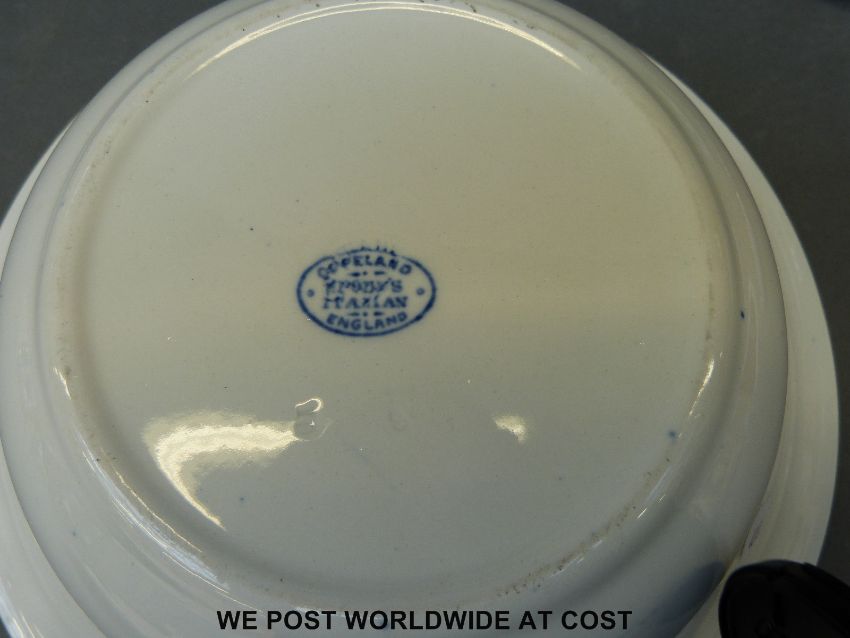 COPELAND
SPODE'S
ITALIAN
ENGLAND
WE POST WORLDWIDE AT COST